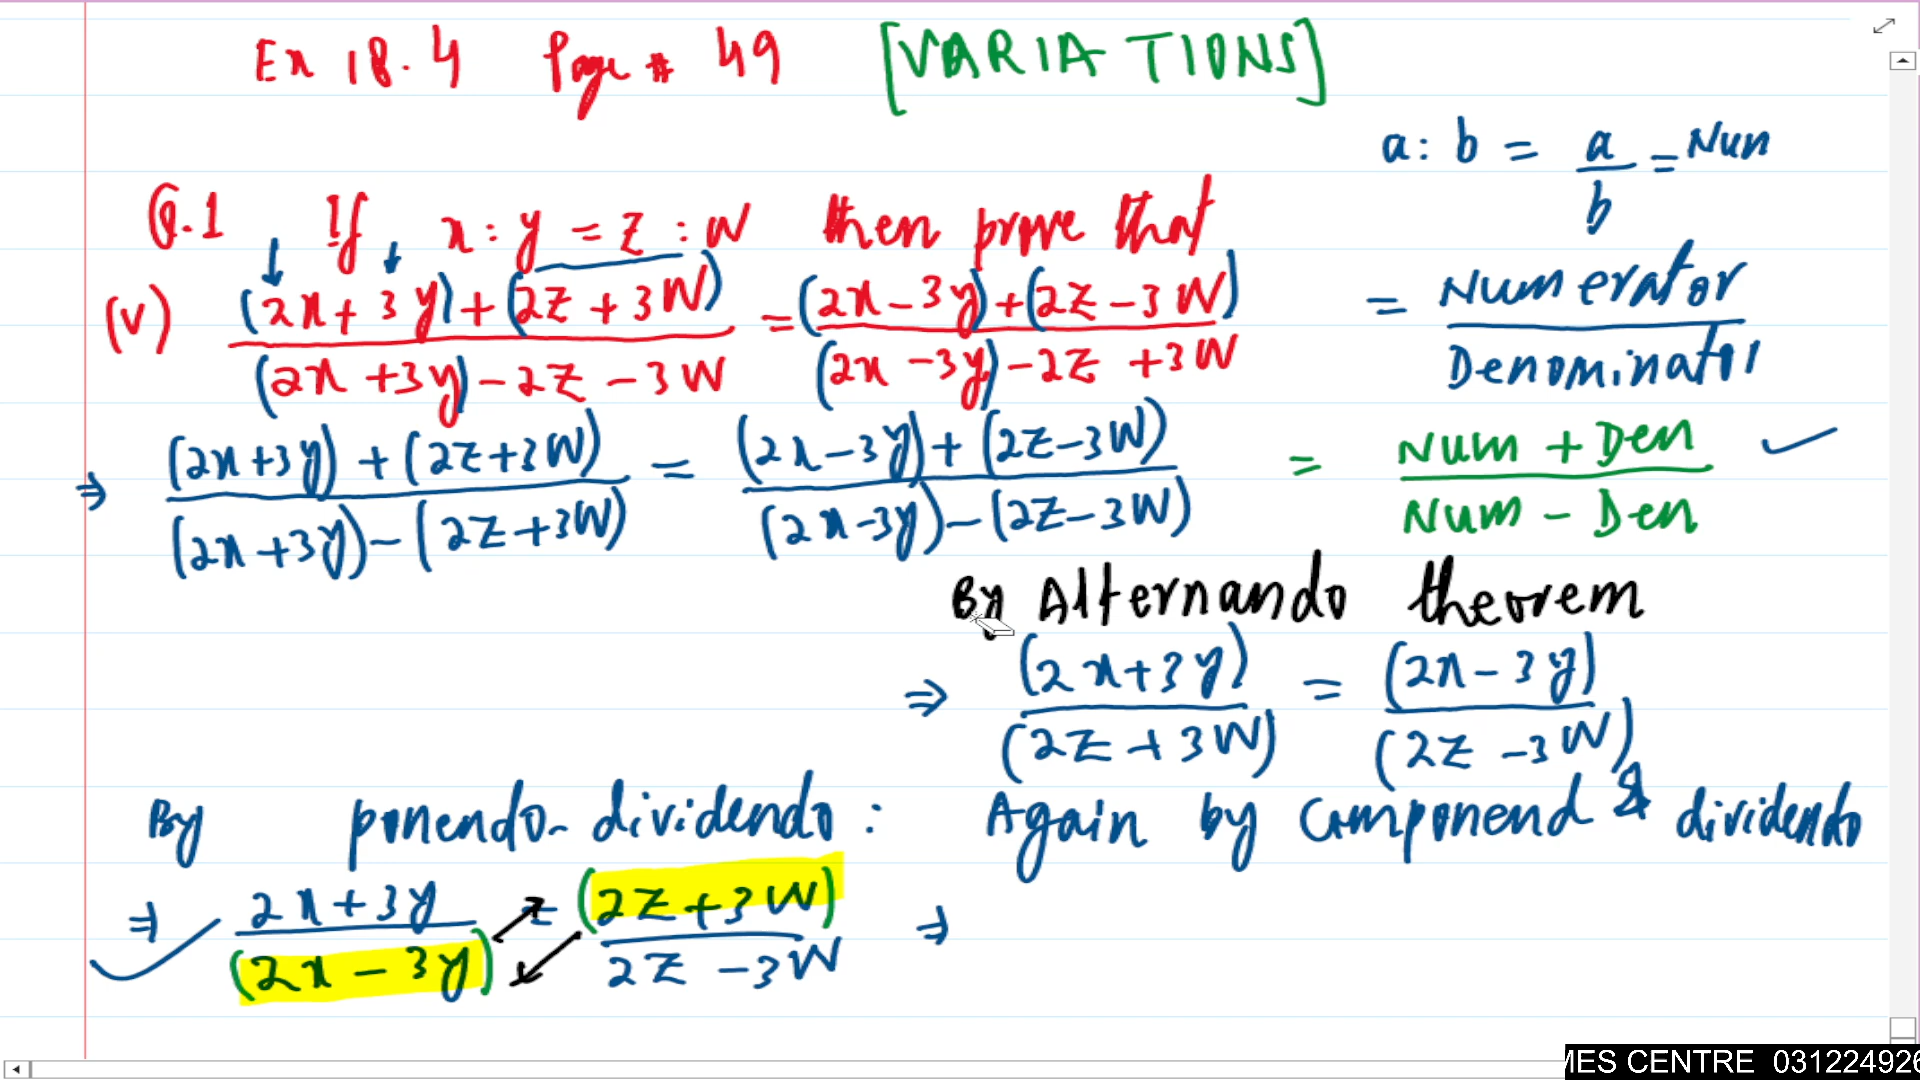 Ex 18.4 Page # 49 [VARIATIONS]
a : b = a/b = Num
= Numerator/Denominator
= Num + Den/Num - Den
Q.1 If x : y = z : w then prove that
(v) (2x + 3y) + (2z + 3w)/(2x + 3y) - 2z - 3w = (2x - 3y) + (2z - 3w)/(2x - 3y) - 2z + 3w
⇒ (2x+3y) + (2z+3w)/(2x+3y) - (2z+3w) = (2x-3y) + (2z-3w)/(2x-3y) - (2z-3w)
By ponendo-dividendo:
⇒ 2x+3y/(2x-3y) = (2z+3w)/2z-3w
By Alternando theorem
⇒ (2x+3y)/(2z+3w) = (2x-3y)/(2z-3w)
Again by Componend & dividendo
⇒
MES CENTRE 031224926